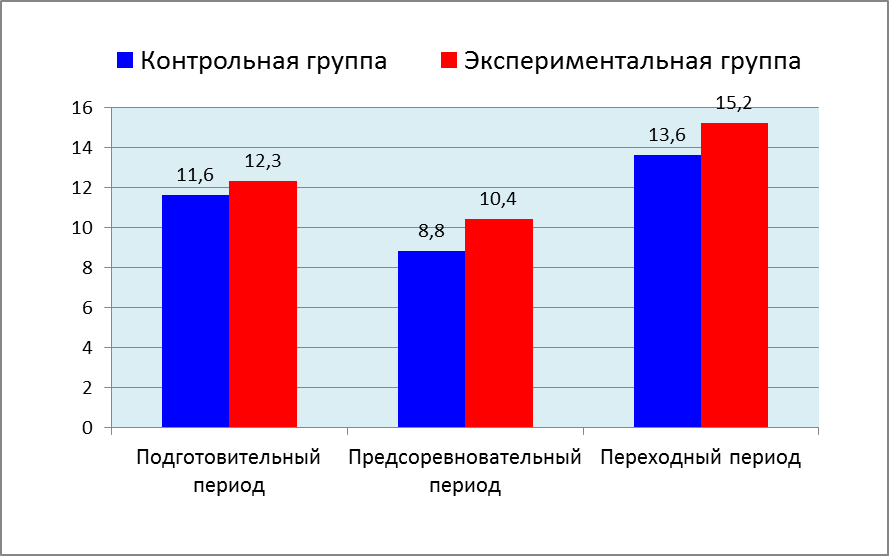 Контрольная группа Экспериментальная группа
16
14
12
10
8
6
4
2
0
11,6
12,3
8,8
10,4
13,6
15,2
Подготовительный
период
Предсоревновательный
период
Переходный период